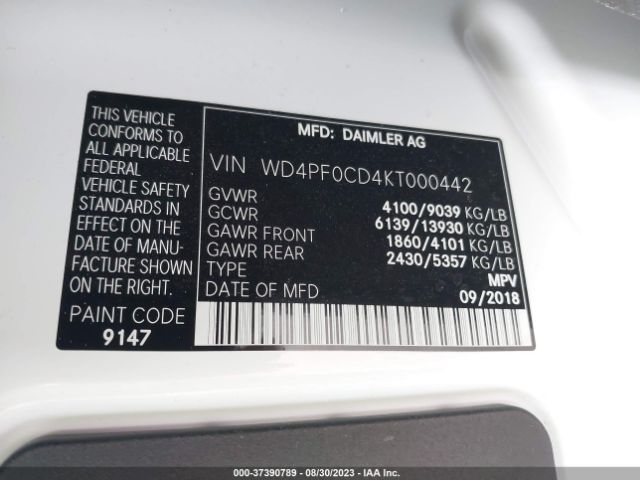 THIS VEHICLE
CONFORMS TO
ALL APPLICABLE
FEDERAL
VEHICLE SAFETY
STANDARDS IN
EFFECT ON THE
DATE OF MANU-
FACTURE SHOWN
ON THE RIGHT.
PAINT CODE
9147
MFD: DAIMLER AG
VIN WD4PF0CD4KT000442
GVWR 4100/9039 KG/LB
GCWR 6139/13930 KG/LB
GAWR FRONT 1860/4101 KG/LB
GAWR REAR 2430/5357 KG/LB
TYPE MPV
DATE OF MFD 09/2018
000-37390789 - 08/30/2023 - IAA Inc.